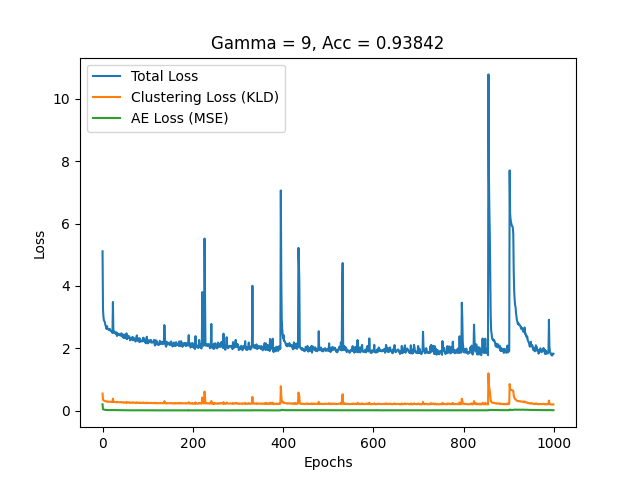 Gamma = 9, Acc = 0.93842
Total Loss
Clustering Loss (KLD)
AE Loss (MSE)
10
8
6
4
2
0
Loss
0 200 400 600 800 1000
Epochs